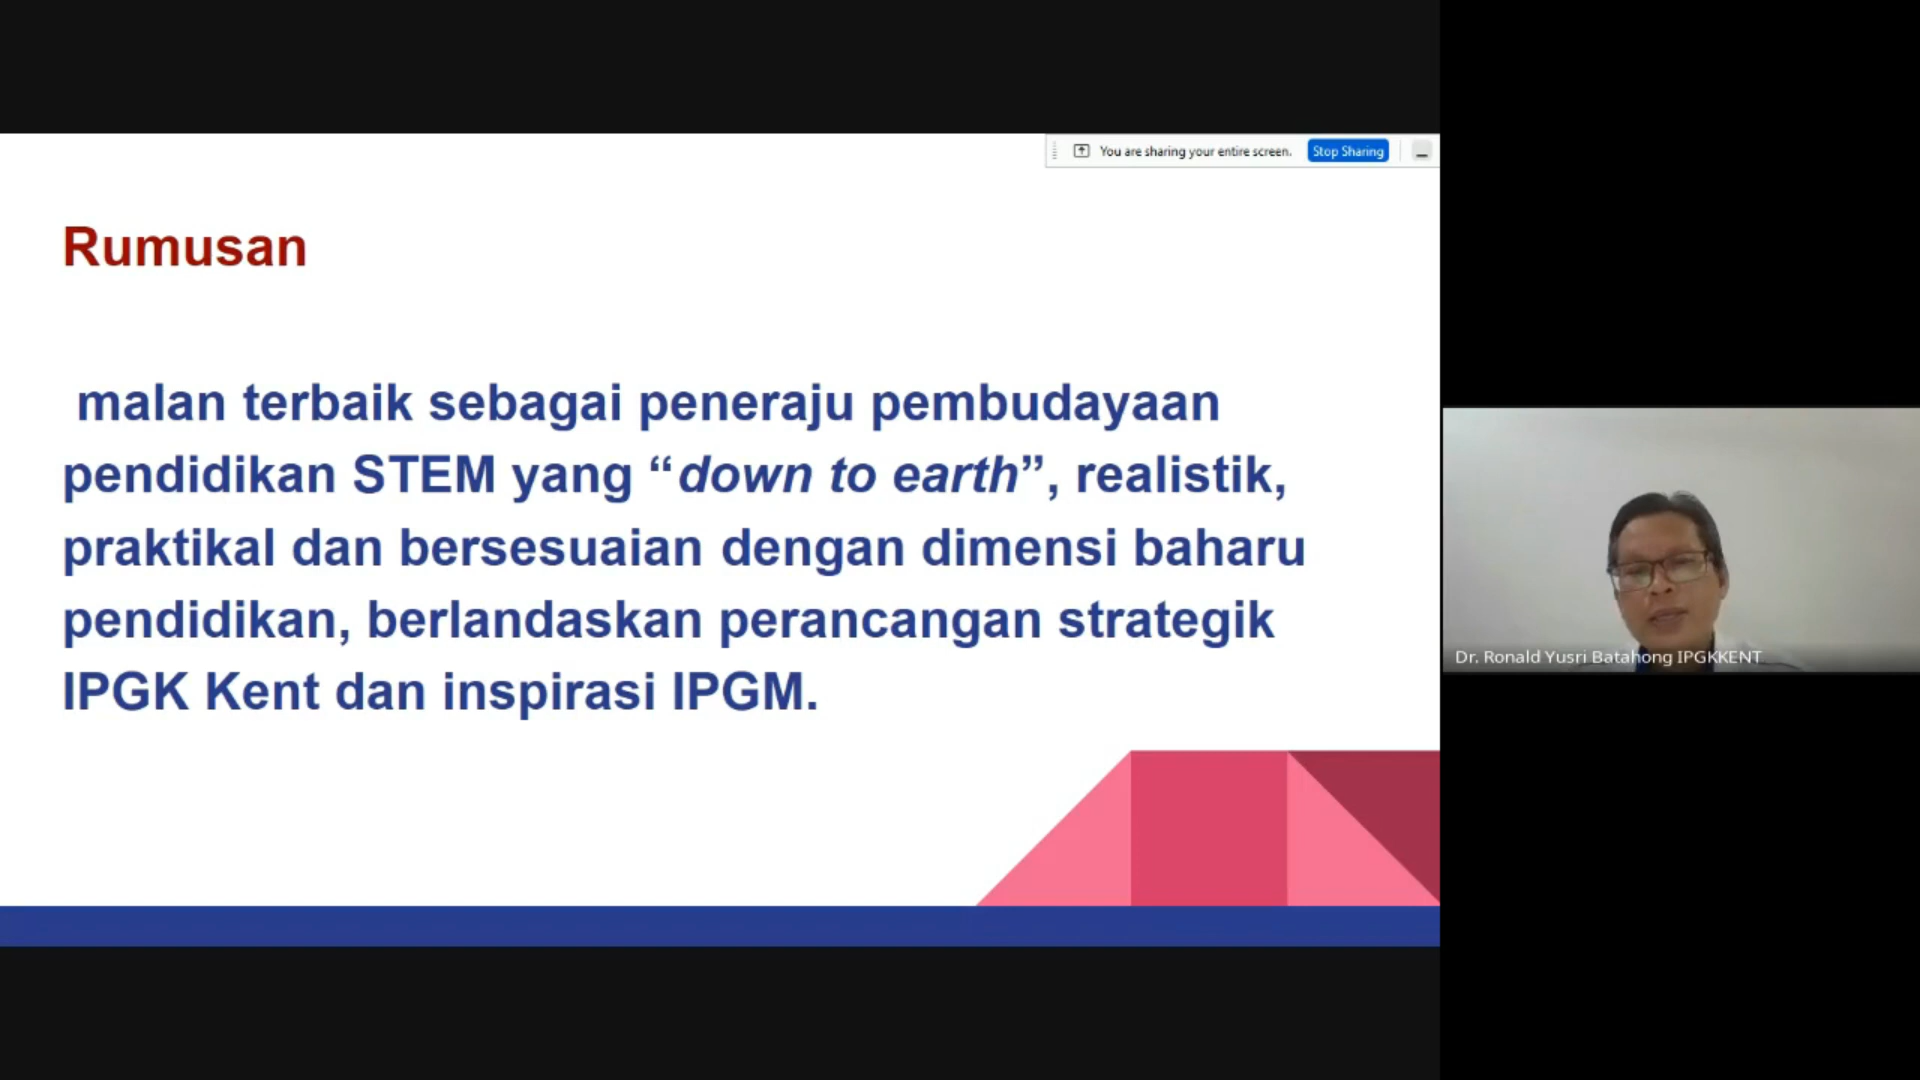 You are sharing your entire screen. Stop Sharing
Rumusan
malan terbaik sebagai peneraju pembudayaan
pendidikan STEM yang “down to earth”, realistik,
praktikal dan bersesuaian dengan dimensi baharu
pendidikan, berlandaskan perancangan strategik
IPGK Kent dan inspirasi IPGM.
Dr. Ronald Yusri Batahong IPGKKENT